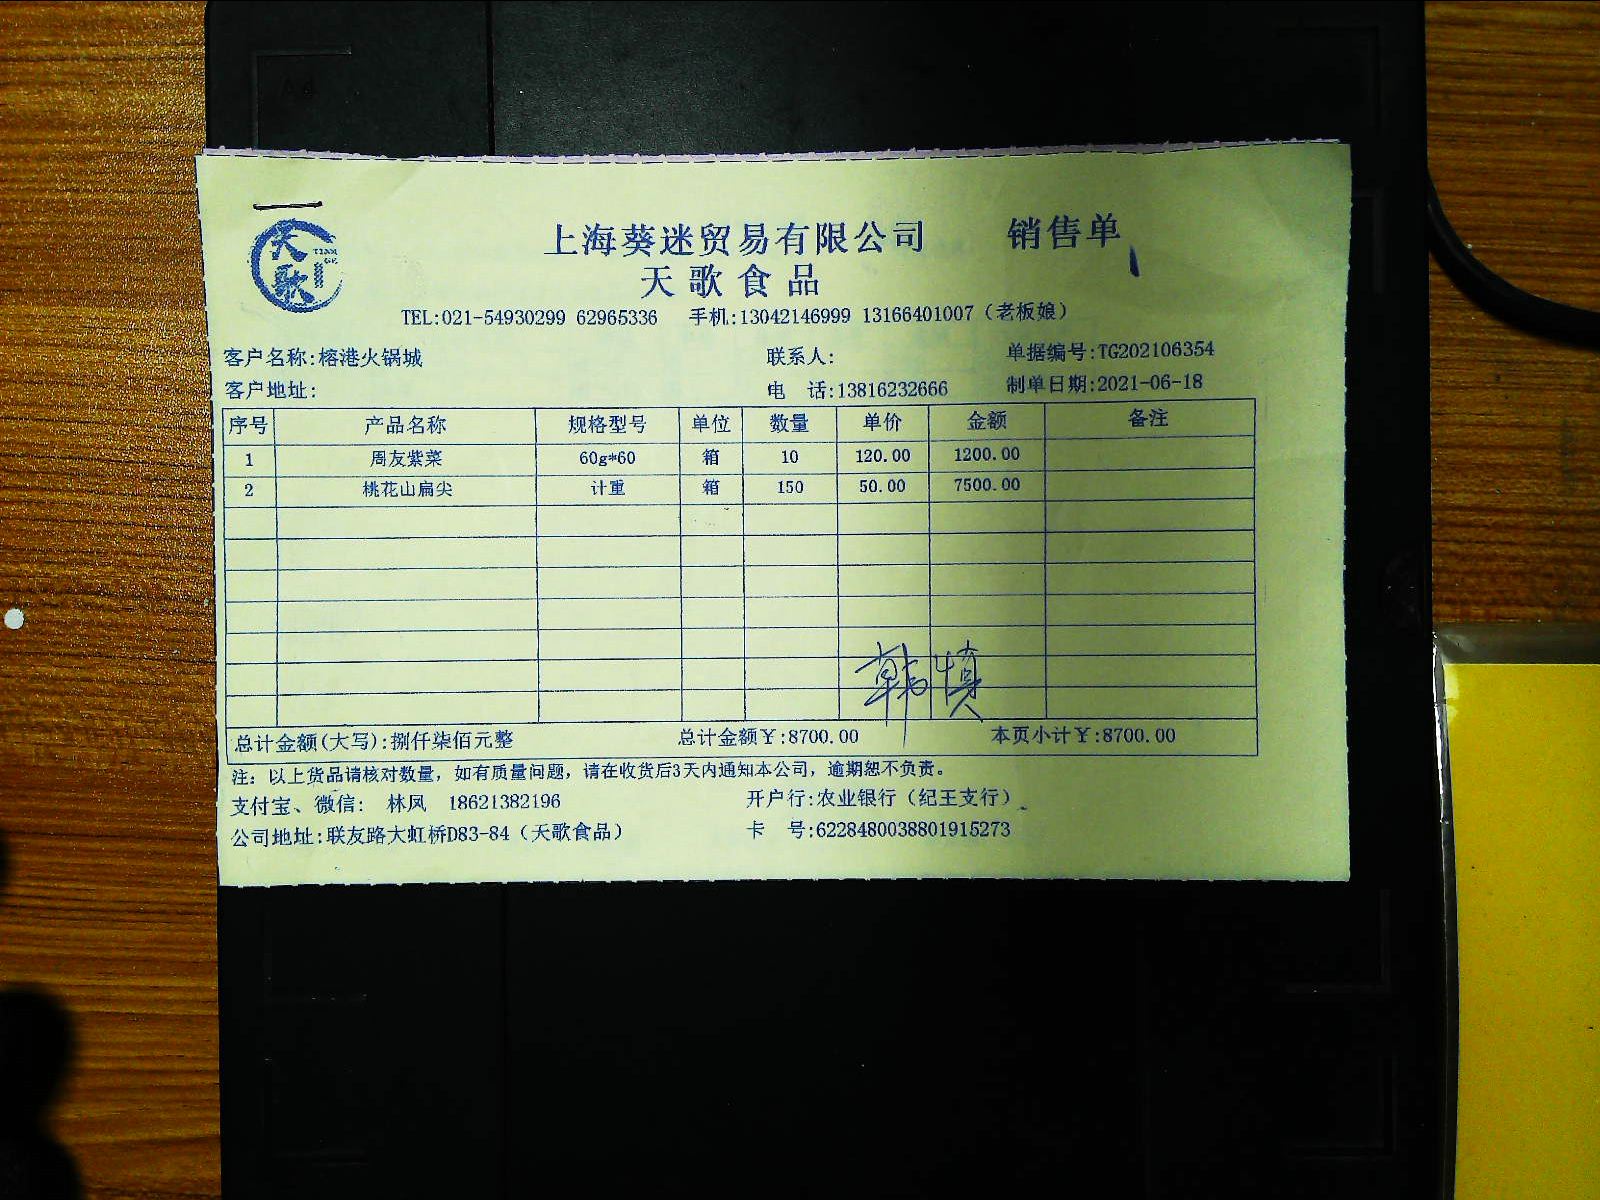 天歌 TIAN GE
上海葵迷贸易有限公司 销售单
天歌食品
TEL:021-54930299 62965336 手机:13042146999 13166401007（老板娘）
客户名称:榕港火锅城 联系人: 单据编号:TG202106354
客户地址: 电 话:13816232666 制单日期:2021-06-18
序号 产品名称 规格型号 单位 数量 单价 金额 备注
1 周友紫菜 60g*60 箱 10 120.00 1200.00
2 桃花山扁尖 计重 箱 150 50.00 7500.00
韩慎
总计金额(大写):捌仟柒佰元整 总计金额￥:8700.00 本页小计￥:8700.00
注：以上货品请核对数量，如有质量问题，请在收货后3天内通知本公司，逾期恕不负责。
支付宝、微信: 林凤 18621382196 开户行:农业银行（纪王支行）
公司地址:联友路大虹桥D83-84（天歌食品） 卡 号:6228480038801915273